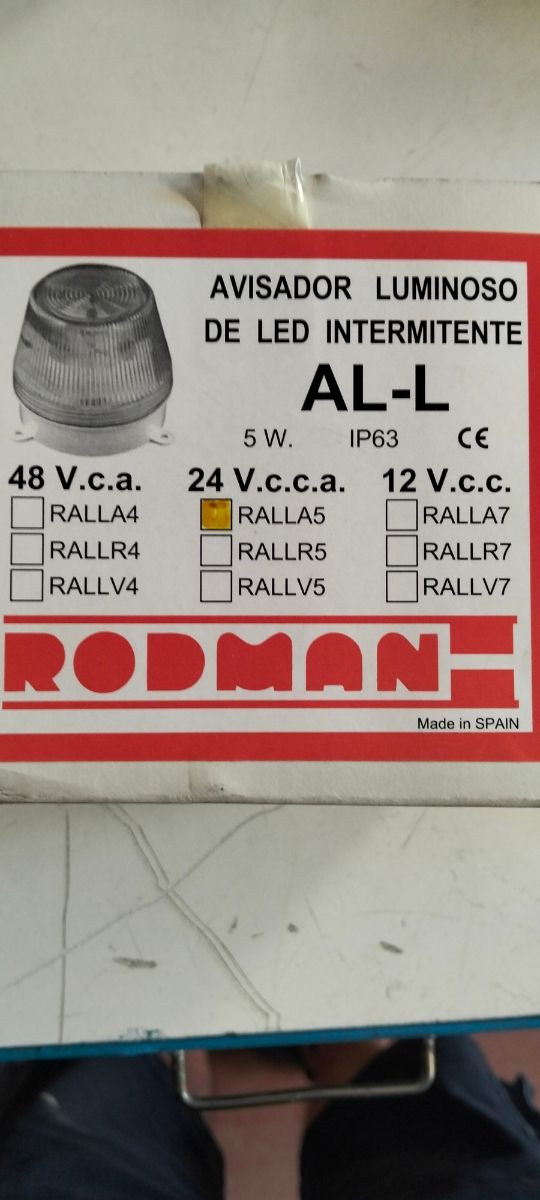 AVISADOR LUMINOSO
DE LED INTERMITENTE
AL-L
5 W. IP63 CE
48 V.c.a. 24 V.c.c.a. 12 V.c.c.
RALLA4 RALLA5 RALLA7
RALLR4 RALLR5 RALLR7
RALLV4 RALLV5 RALLV7
RODMAN
Made in SPAIN